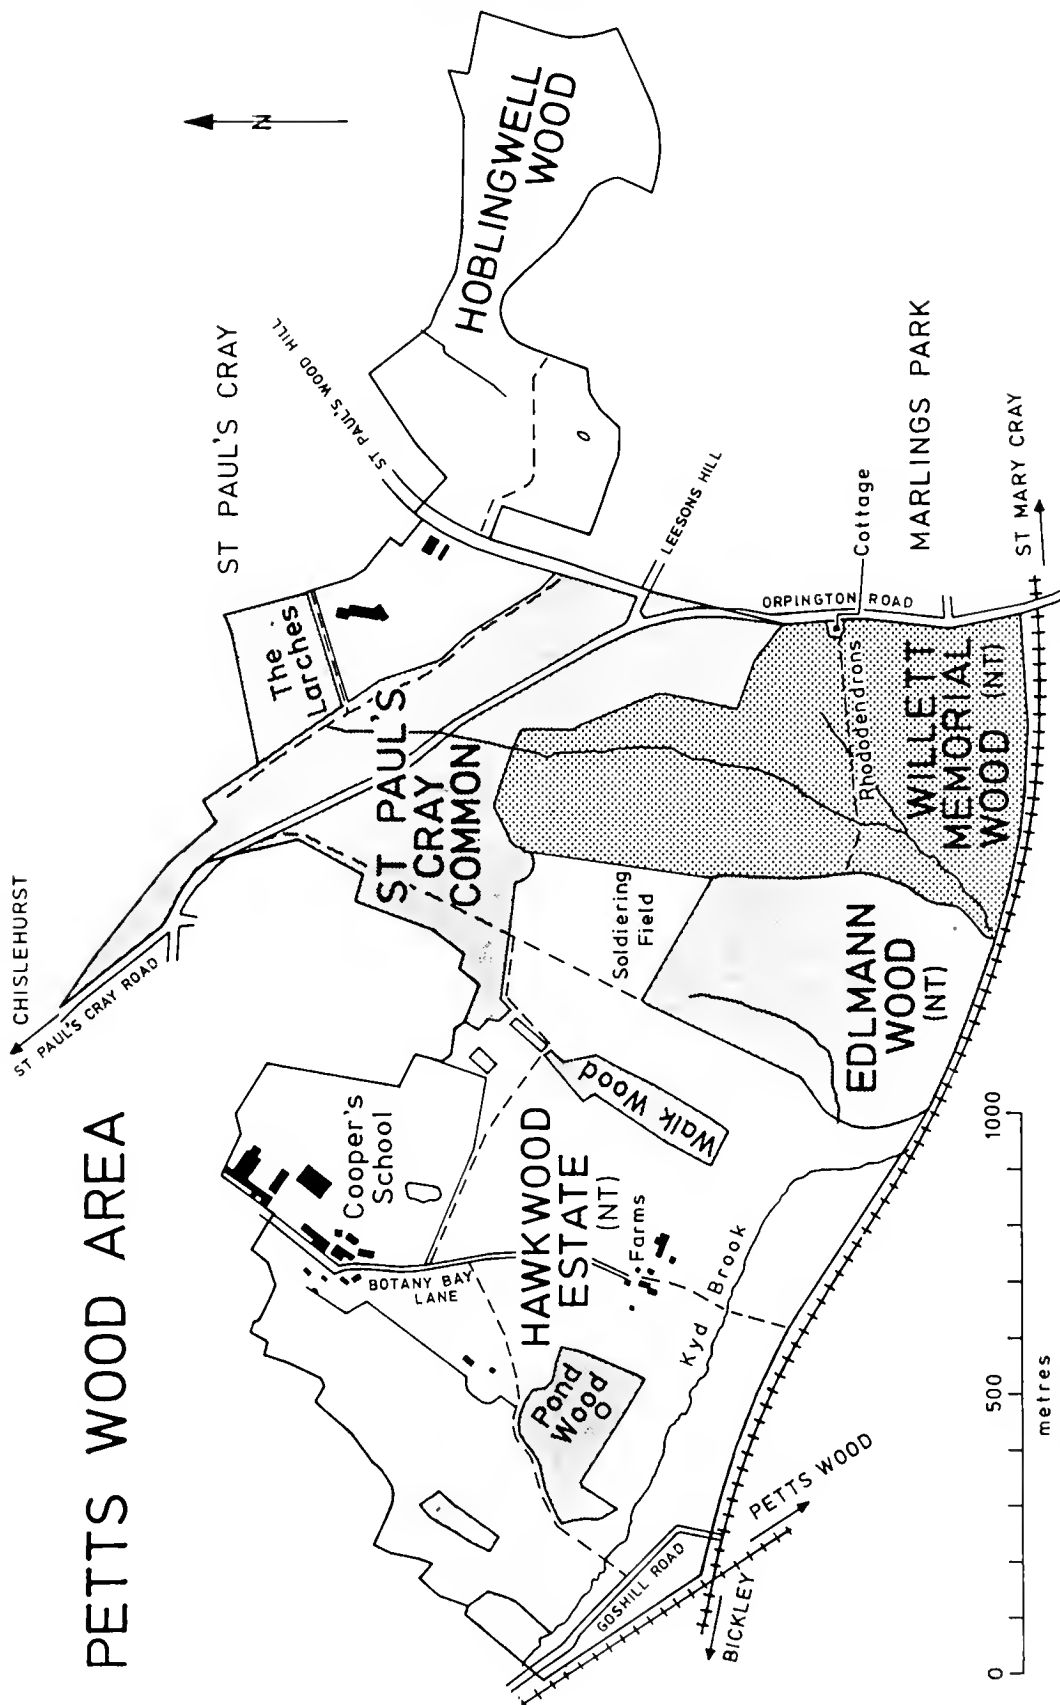 PETTS WOOD AREA
N
CHISLEHURST
ST PAUL'S CRAY ROAD
ST PAUL'S CRAY
ST PAUL'S WOOD HILL
HOBLINGWELL
WOOD
The
Larches
ST PAUL'S
CRAY
COMMON
LEESONS HILL
Cooper's
School
BOTANY BAY
LANE
HAWKWOOD
ESTATE
(NT)
Farms
Walk Wood
Pond
Wood
Soldiering
Field
Kyd Brook
EDLMANN
WOOD
(NT)
Rhododendrons
WILLETT
MEMORIAL
WOOD (NT)
ORPINGTON ROAD
Cottage
MARLINGS PARK
ST MARY CRAY
GOSHILL ROAD
BICKLEY
PETTS WOOD
0 500 1000
metres